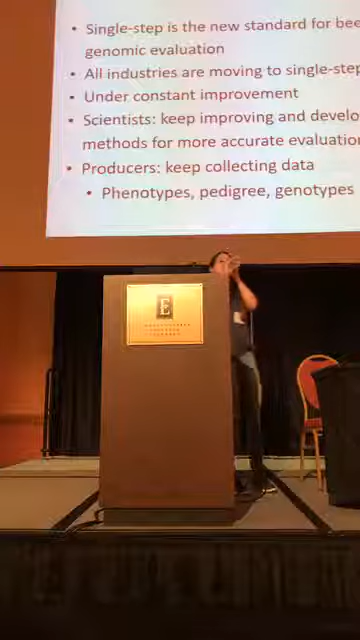 • Single-step is the new standard for bee
genomic evaluation
• All industries are moving to single-step
• Under constant improvement
• Scientists: keep improving and develo
methods for more accurate evaluation
• Producers: keep collecting data
• Phenotypes, pedigree, genotypes
E